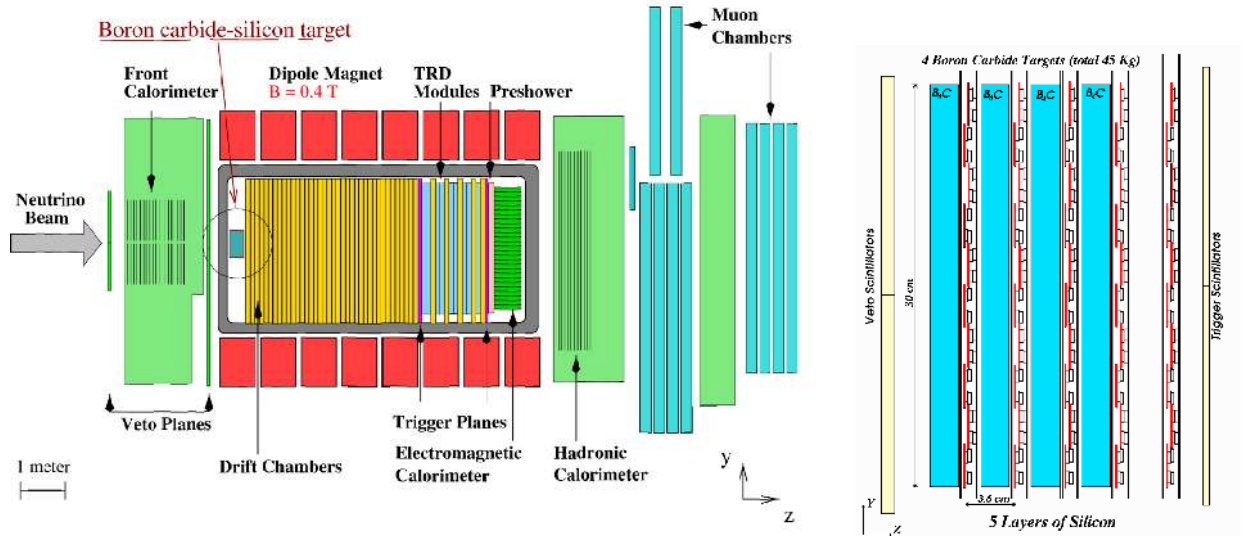 Boron carbide-silicon target
Front
Calorimeter
Dipole Magnet
B = 0.4 T
TRD
Modules
Preshower
Muon
Chambers
Neutrino
Beam
Veto Planes
Drift Chambers
Trigger Planes
Electromagnetic
Calorimeter
Hadronic
Calorimeter
1 meter
y
z
4 Boron Carbide Targets (total 45 Kg)
B₄C
B₄C
B₄C
B₄C
Veto Scintillators
30 cm
Trigger Scintillators
3.6 cm
5 Layers of Silicon
Y
Z